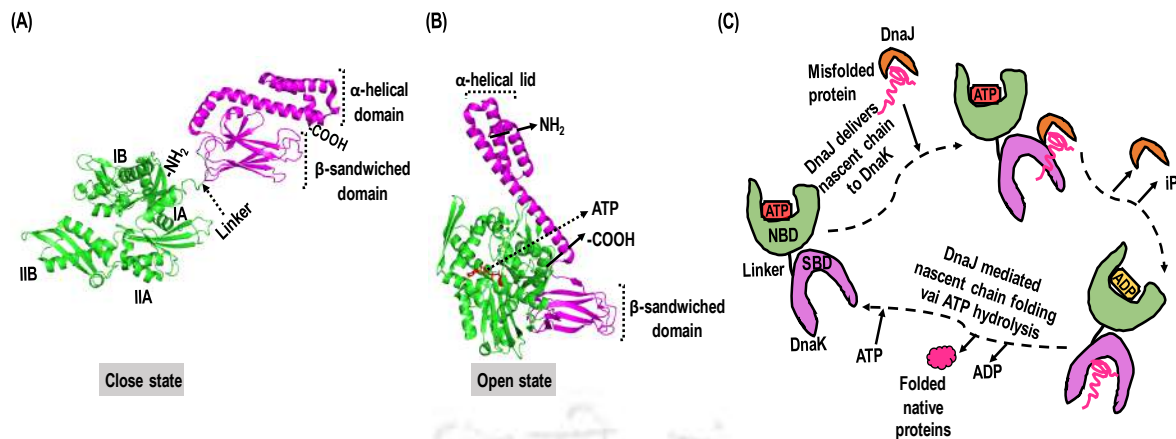 (A)
α-helical
domain
-COOH
β-sandwiched
domain
-NH₂
IB
IA
Linker
IIB
IIA
Close state
(B)
α-helical lid
NH₂
ATP
-COOH
β-sandwiched
domain
Open state
(C)
DnaJ
Misfolded
protein
ATP
DnaJ delivers
nascent chain
to DnaK
iP
ATP
NBD
Linker
SBD
DnaK
ADP
DnaJ mediated
nascent chain folding
vai ATP hydrolysis
ATP
ADP
Folded
native
proteins